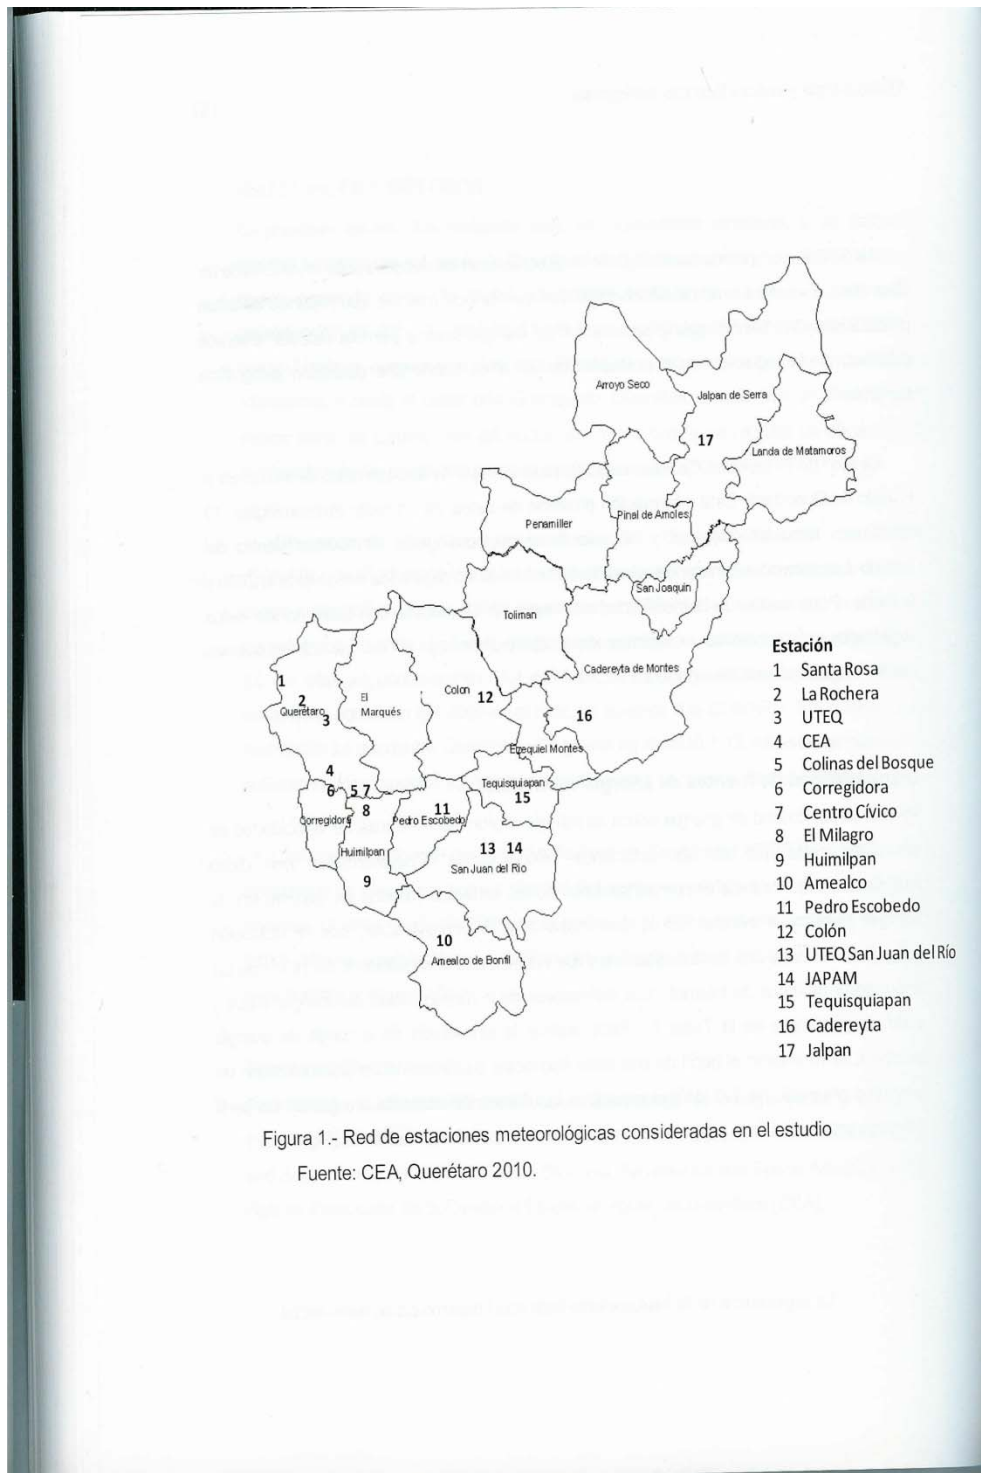 Arroyo Seco
Jalpan de Serra
17
Landa de Matamoros
Penamiller
Pinal de Amoles
San Joaquin
Toliman
Cadereyta de Montes
1
2
Querétaro
3
El
Marqués
Colon 12
16
Ezequiel Montes
4
6
5 7
8
Tequisquiapan
15
11
Corregidora
Pedro Escobedo
Huimilpan
13 14
San Juan del Rio
9
10
Amealco de Bonfil
Estación
1 Santa Rosa
2 La Rochera
3 UTEQ
4 CEA
5 Colinas del Bosque
6 Corregidora
7 Centro Cívico
8 El Milagro
9 Huimilpan
10 Amealco
11 Pedro Escobedo
12 Colón
13 UTEQ San Juan del Río
14 JAPAM
15 Tequisquiapan
16 Cadereyta
17 Jalpan
Figura 1.- Red de estaciones meteorológicas consideradas en el estudio
Fuente: CEA, Querétaro 2010.